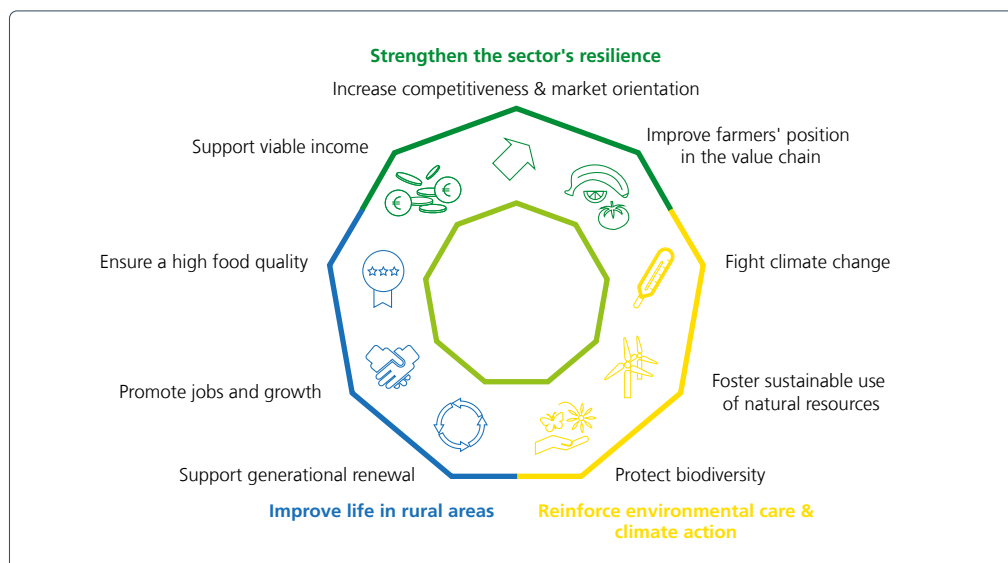 Strengthen the sector's resilience
Increase competitiveness & market orientation
Support viable income
Improve farmers' position
in the value chain
€
€
Ensure a high food quality
Fight climate change
Promote jobs and growth
Foster sustainable use
of natural resources
Support generational renewal
Protect biodiversity
Improve life in rural areas
Reinforce environmental care &
climate action